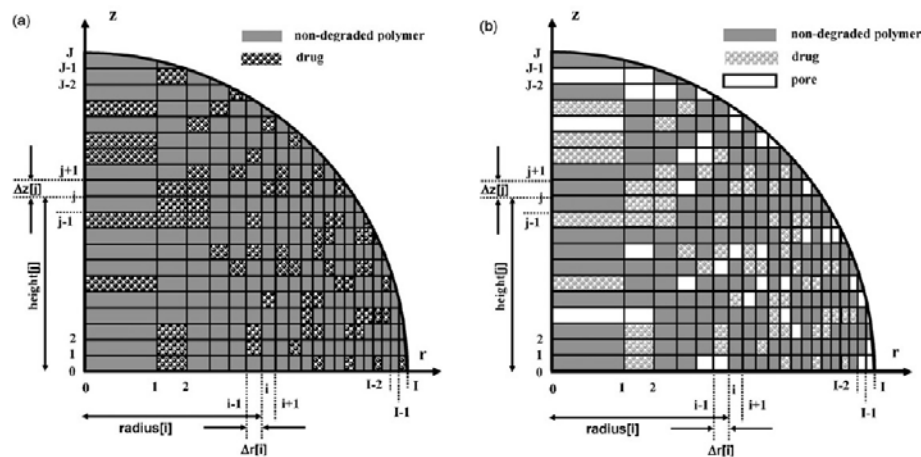 (a)
z
non-degraded polymer
drug
J
J-1
J-2
j+1
Δz[j]
j
j-1
height[j]
2
1
0
r
0
1
2
i-1
i
i+1
I-2
I
I-1
radius[i]
Δr[i]
(b)
z
non-degraded polymer
drug
pore
J
J-1
J-2
j+1
Δz[j]
j
j-1
height[j]
2
1
0
r
0
1
2
i-1
i
i+1
I-2
I
I-1
radius[i]
Δr[i]